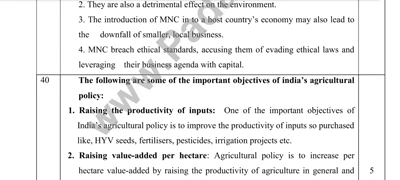 2. They are also a detrimental effect on the environment.
3. The introduction of MNC in to a host country's economy may also lead to
the downfall of smaller, local business.
4. MNC breach ethical standards, accusing them of evading ethical laws and
leveraging their business agenda with capital.
40 The following are some of the important objectives of india's agricultural
policy:
1. Raising the productivity of inputs: One of the important objectives of
India's agricultural policy is to improve the productivity of inputs so purchased
like, HYV seeds, fertilisers, pesticides, irrigation projects etc.
2. Raising value-added per hectare: Agricultural policy is to increase per
hectare value-added by raising the productivity of agriculture in general and 5